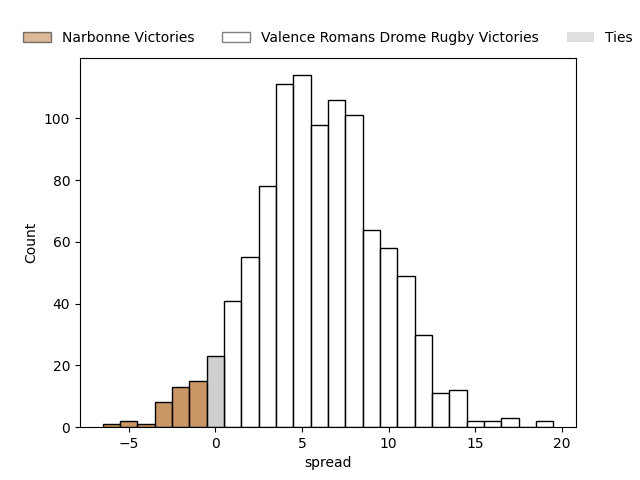 Narbonne Victories Valence Romans Drome Rugby Victories Ties
100
80
60
40
20
0
Count
−5 0 5 10 15 20
spread